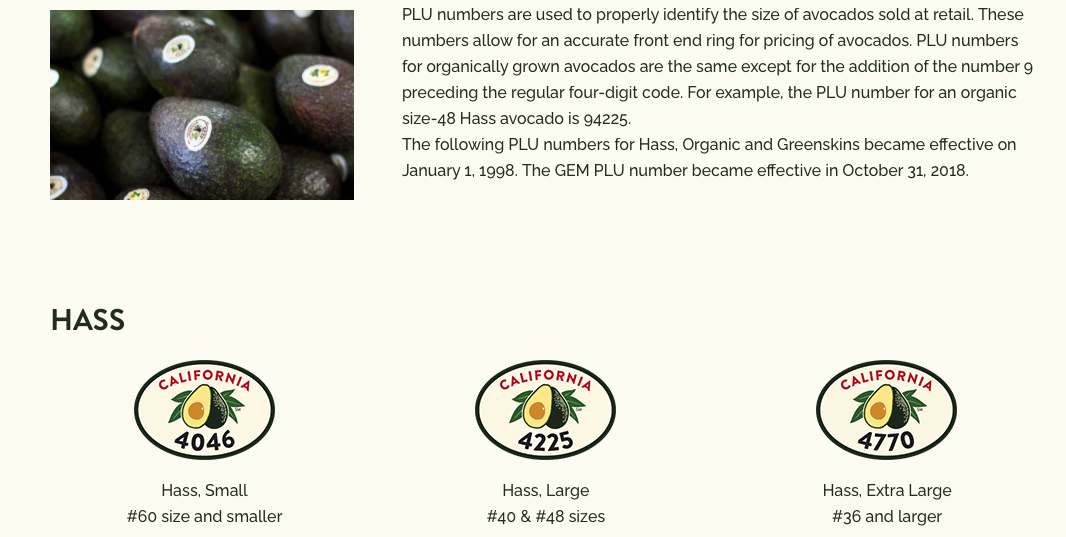 PLU numbers are used to properly identify the size of avocados sold at retail. These
numbers allow for an accurate front end ring for pricing of avocados. PLU numbers
for organically grown avocados are the same except for the addition of the number 9
preceding the regular four-digit code. For example, the PLU number for an organic
size-48 Hass avocado is 94225.
The following PLU numbers for Hass, Organic and Greenskins became effective on
January 1, 1998. The GEM PLU number became effective in October 31, 2018.
HASS
CALIFORNIA
4046
Hass, Small
#60 size and smaller
CALIFORNIA
4225
Hass, Large
#40 & #48 sizes
CALIFORNIA
4770
Hass, Extra Large
#36 and larger